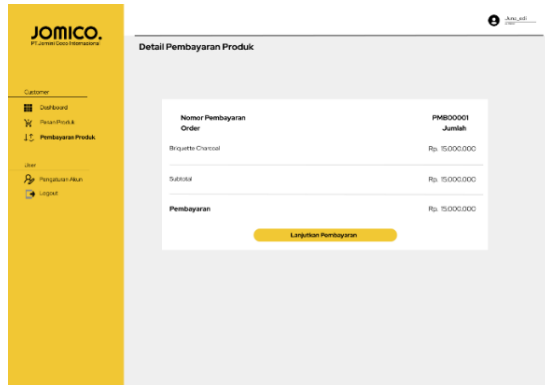 JOMICO.
PT Jomeri Coco Internasional
Detail Pembayaran Produk
Customer
Dashboard
Pesan Produk
Pembayaran Produk
User
Pengaturan Akun
Logout
Nomor Pembayaran PMB00001
Order Jumlah
Briquette Charcoal Rp. 15.000.000
Subtotal Rp. 15.000.000
Pembayaran Rp. 15.000.000
Lanjutkan Pembayaran